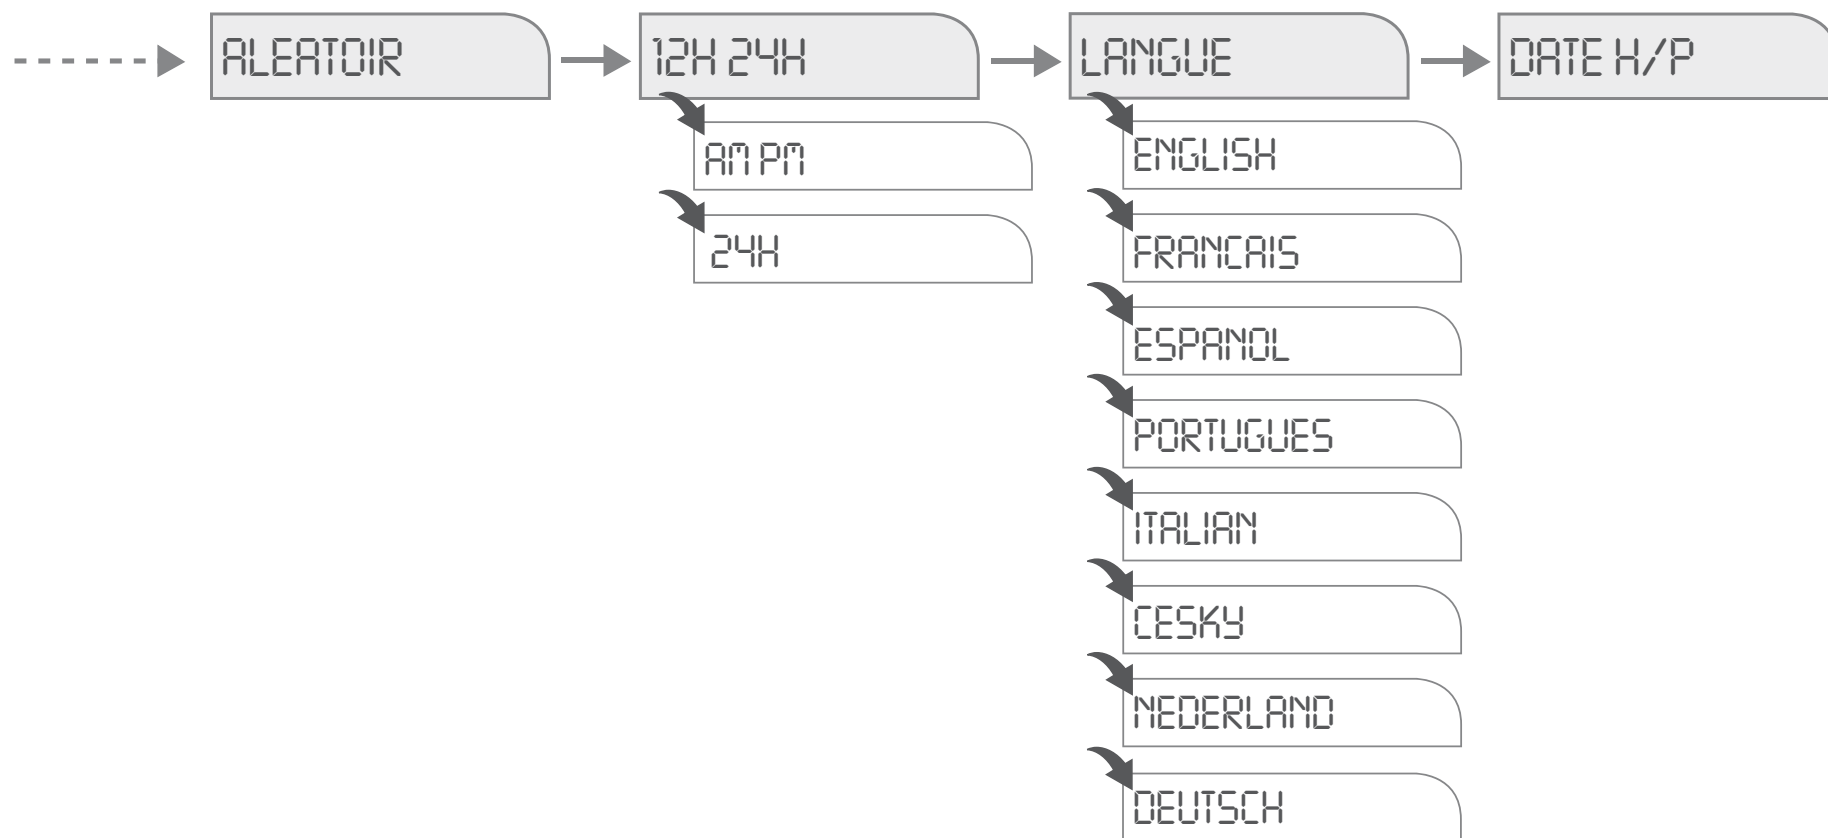 ALEATOIR
12H 24H
AM PM
24H
LANGUE
ENGLISH
FRANCAIS
ESPANOL
PORTUGUES
ITALIAN
CESKY
NEDERLAND
DEUTSCH
DATE H/P